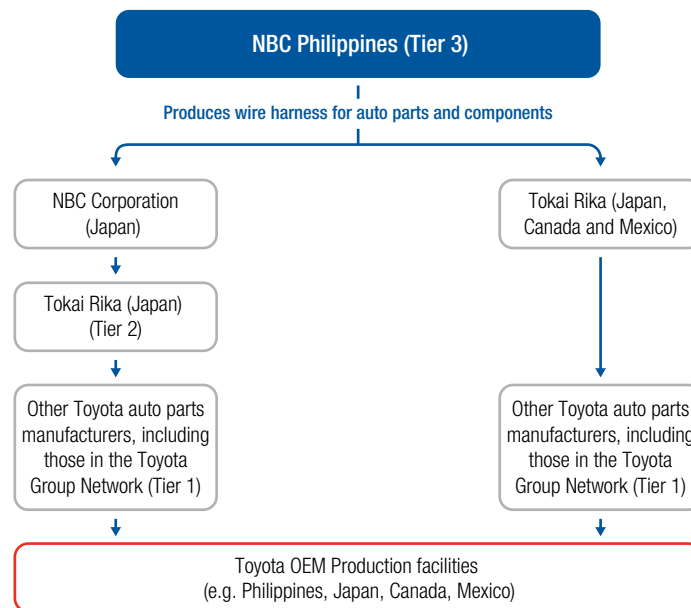 NBC Philippines (Tier 3)
Produces wire harness for auto parts and components
NBC Corporation
(Japan)
Tokai Rika (Japan)
(Tier 2)
Other Toyota auto parts
manufacturers, including
those in the Toyota
Group Network (Tier 1)
Tokai Rika (Japan,
Canada and Mexico)
Other Toyota auto parts
manufacturers, including
those in the Toyota
Group Network (Tier 1)
Toyota OEM Production facilities
(e.g. Philippines, Japan, Canada, Mexico)